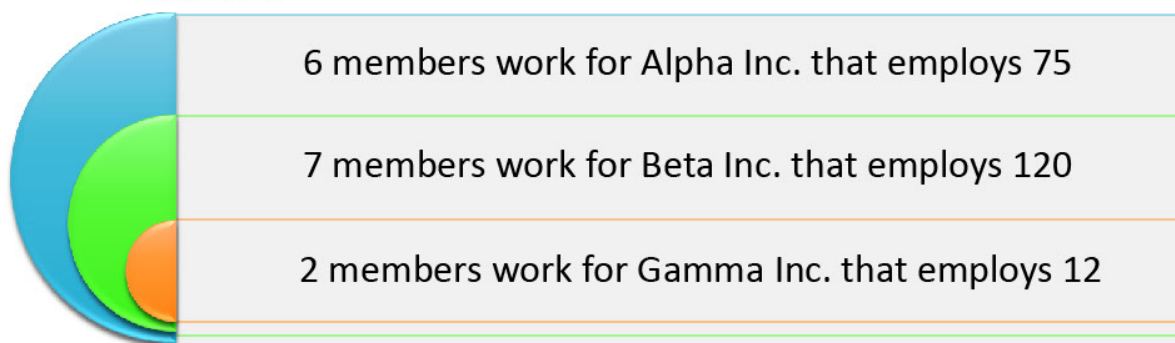 6 members work for Alpha Inc. that employs 75
7 members work for Beta Inc. that employs 120
2 members work for Gamma Inc. that employs 12